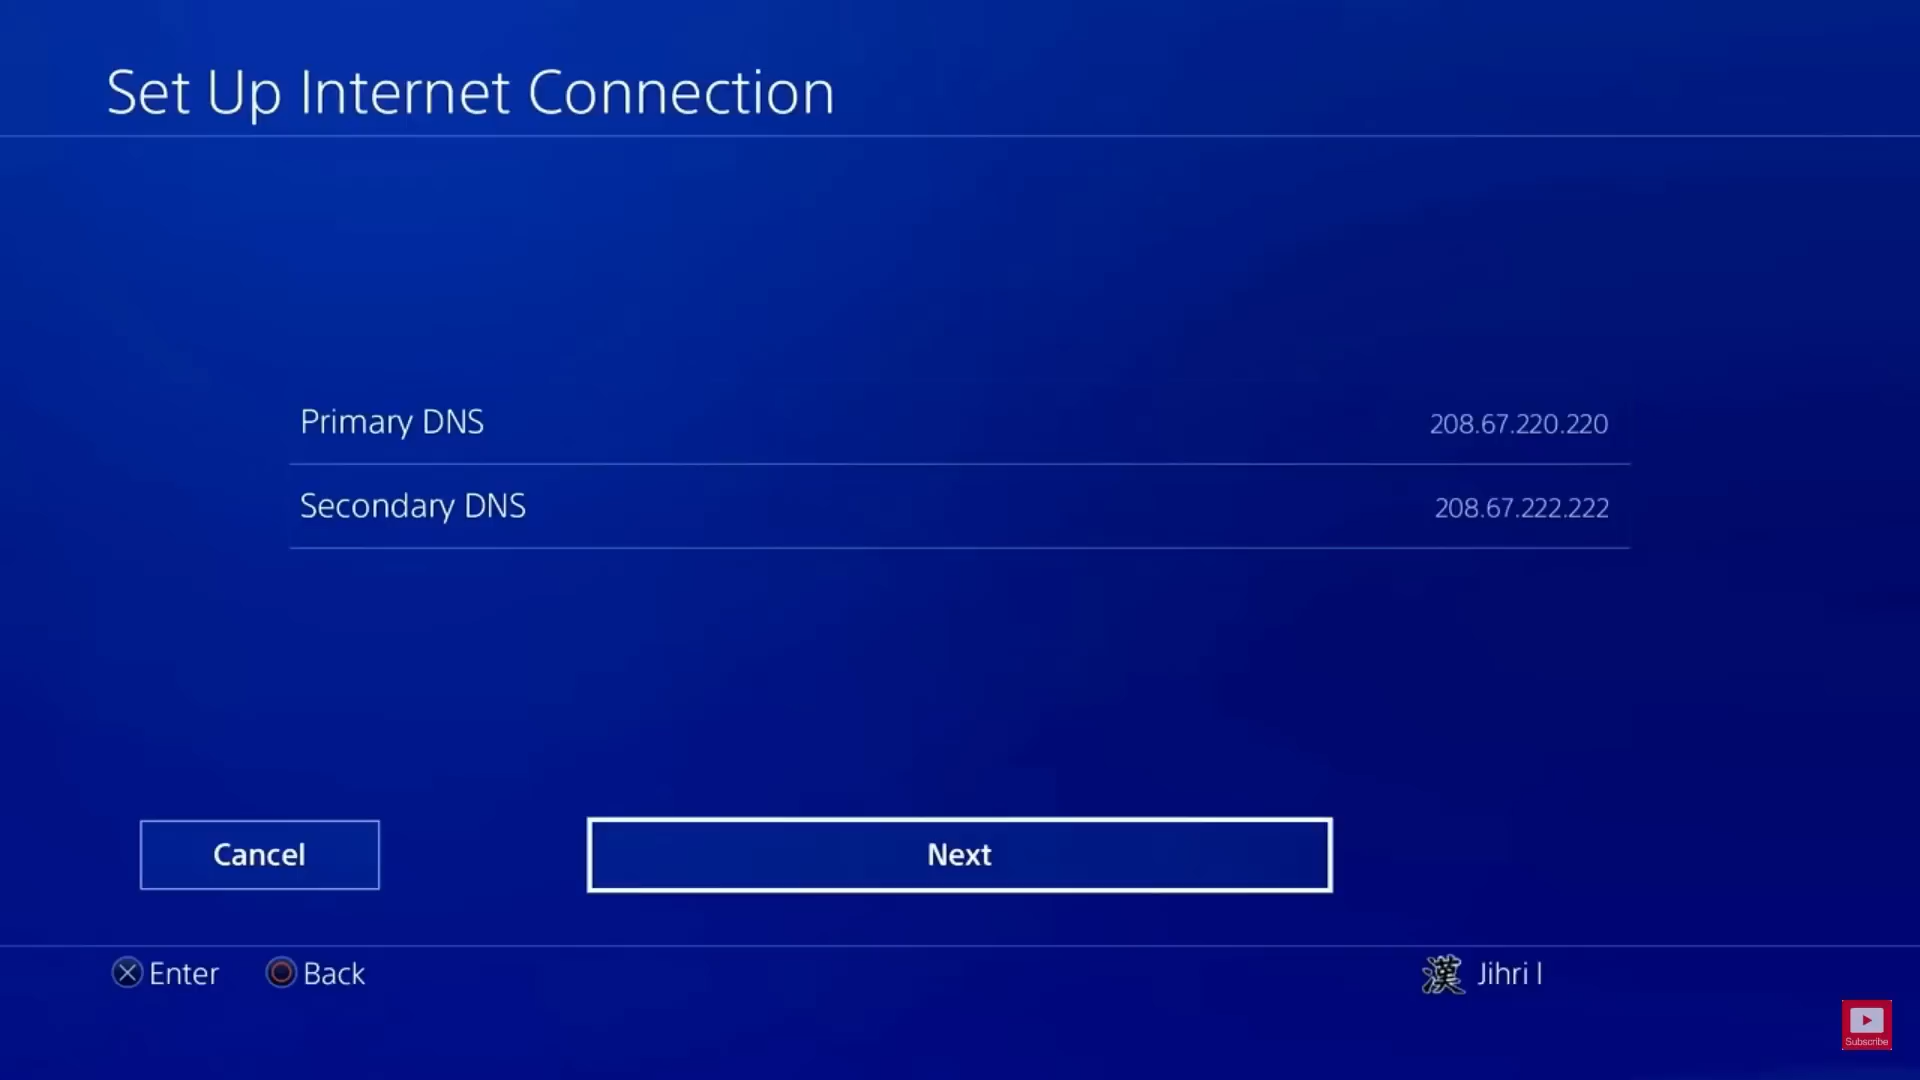 Set Up Internet Connection
Primary DNS 208.67.220.220
Secondary DNS 208.67.222.222
Cancel Next
Enter Back 漢 Jihri l
Subscribe